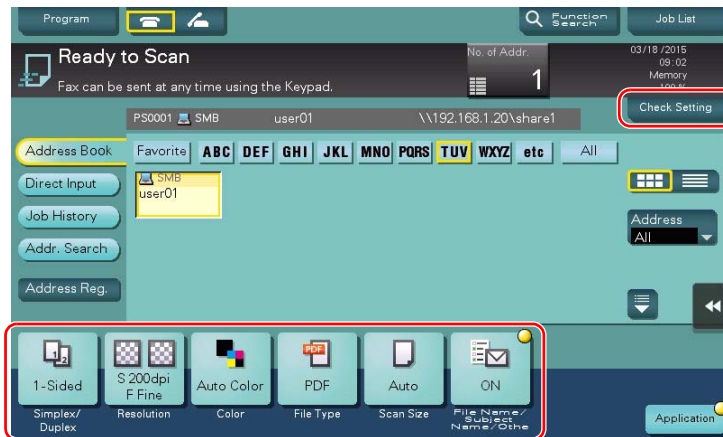 Program
Function
Search
Job List
Ready to Scan
No. of Addr.
1
03/18/2015
09:02
Memory
100 %
Fax can be sent at any time using the Keypad.
Check Setting
PS0001 SMB user01 \\192.168.1.20\share1
Address Book
Favorite ABC DEF GHI JKL MNO PQRS TUV WXYZ etc All
Direct Input
SMB
user01
Job History
Addr. Search
Address Reg.
Address
All
1-Sided
S 200dpi
F Fine
Auto Color
PDF
PDF
Auto
ON
Simplex/
Duplex
Resolution
Color
File Type
Scan Size
File Name/
Subject
Name/Othe
Application